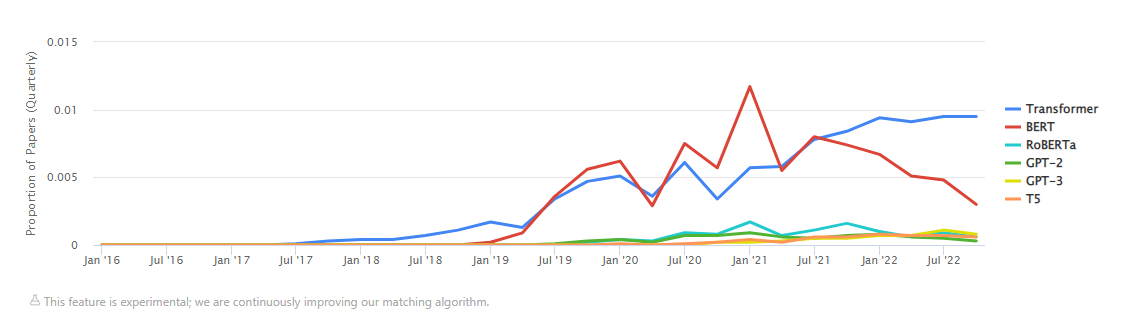 0.015
Proportion of Papers (Quarterly)
0.01
0.005
0
Jan '16
Jul '16
Jan '17
Jul '17
Jan '18
Jul '18
Jan '19
Jul '19
Jan '20
Jul '20
Jan '21
Jul '21
Jan '22
Jul '22
Transformer
BERT
RoBERTa
GPT-2
GPT-3
T5
This feature is experimental; we are continuously improving our matching algorithm.